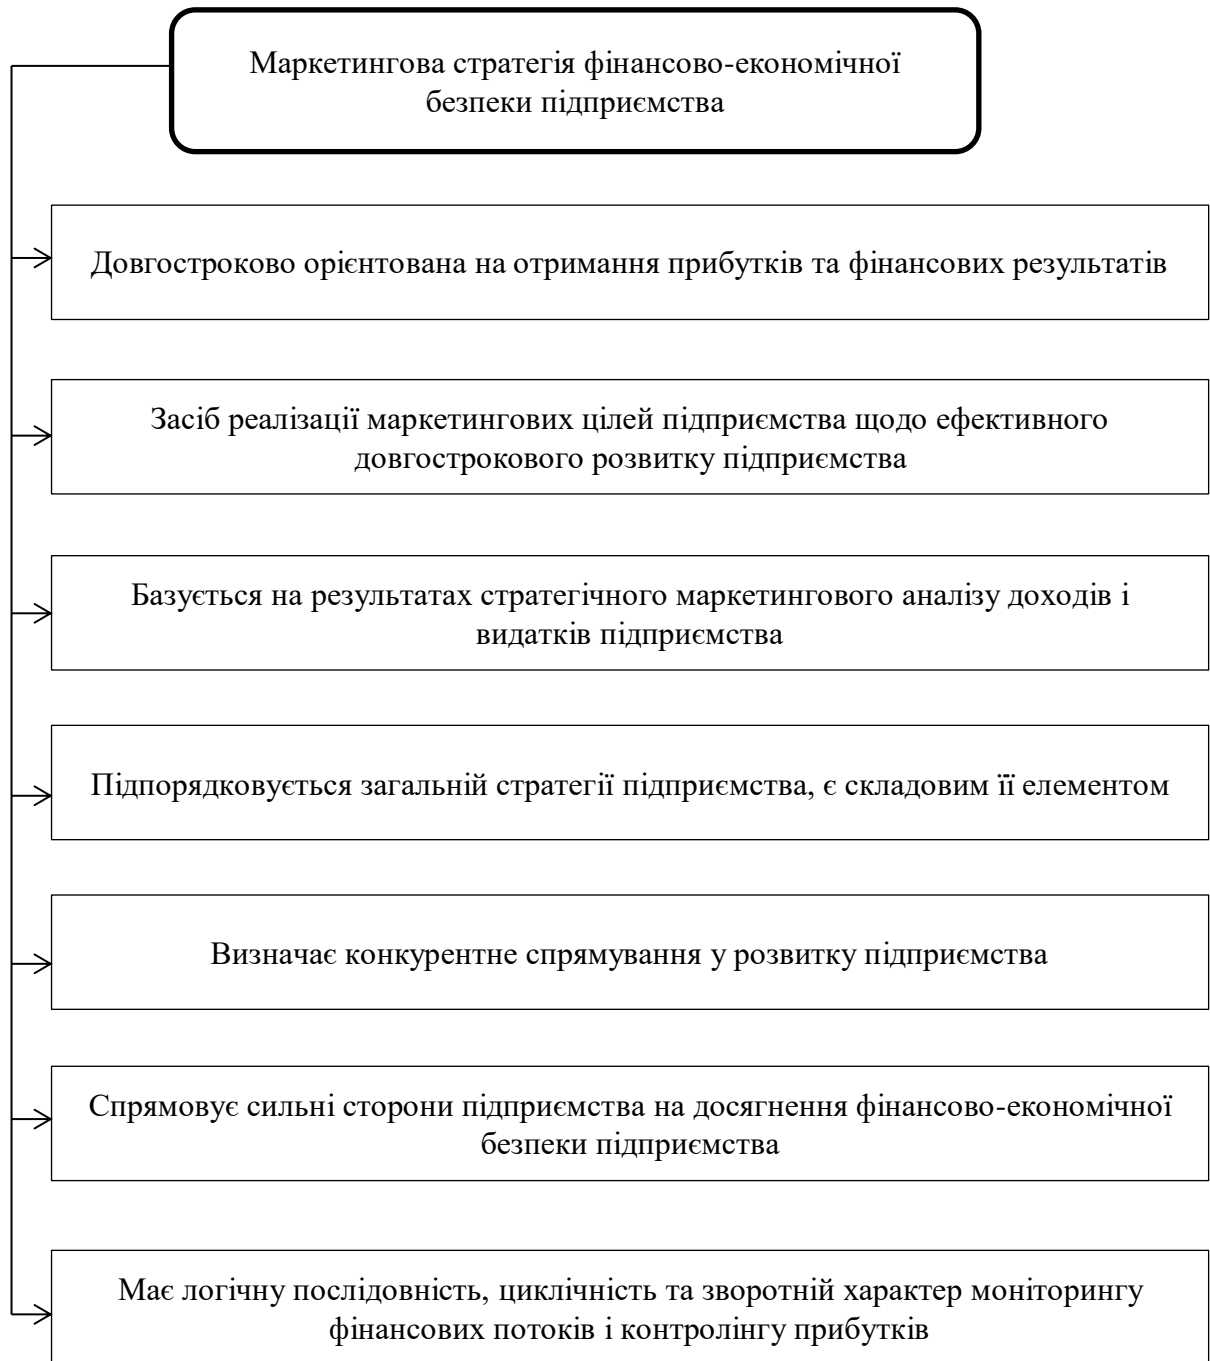 Маркетингова стратегія фінансово-економічної
безпеки підприємства
Довгостроково орієнтована на отримання прибутків та фінансових результатів
Засіб реалізації маркетингових цілей підприємства щодо ефективного
довгострокового розвитку підприємства
Базується на результатах стратегічного маркетингового аналізу доходів і
видатків підприємства
Підпорядковується загальній стратегії підприємства, є складовим її елементом
Визначає конкурентне спрямування у розвитку підприємства
Спрямовує сильні сторони підприємства на досягнення фінансово-економічної
безпеки підприємства
Має логічну послідовність, циклічність та зворотній характер моніторингу
фінансових потоків і контролінгу прибутків